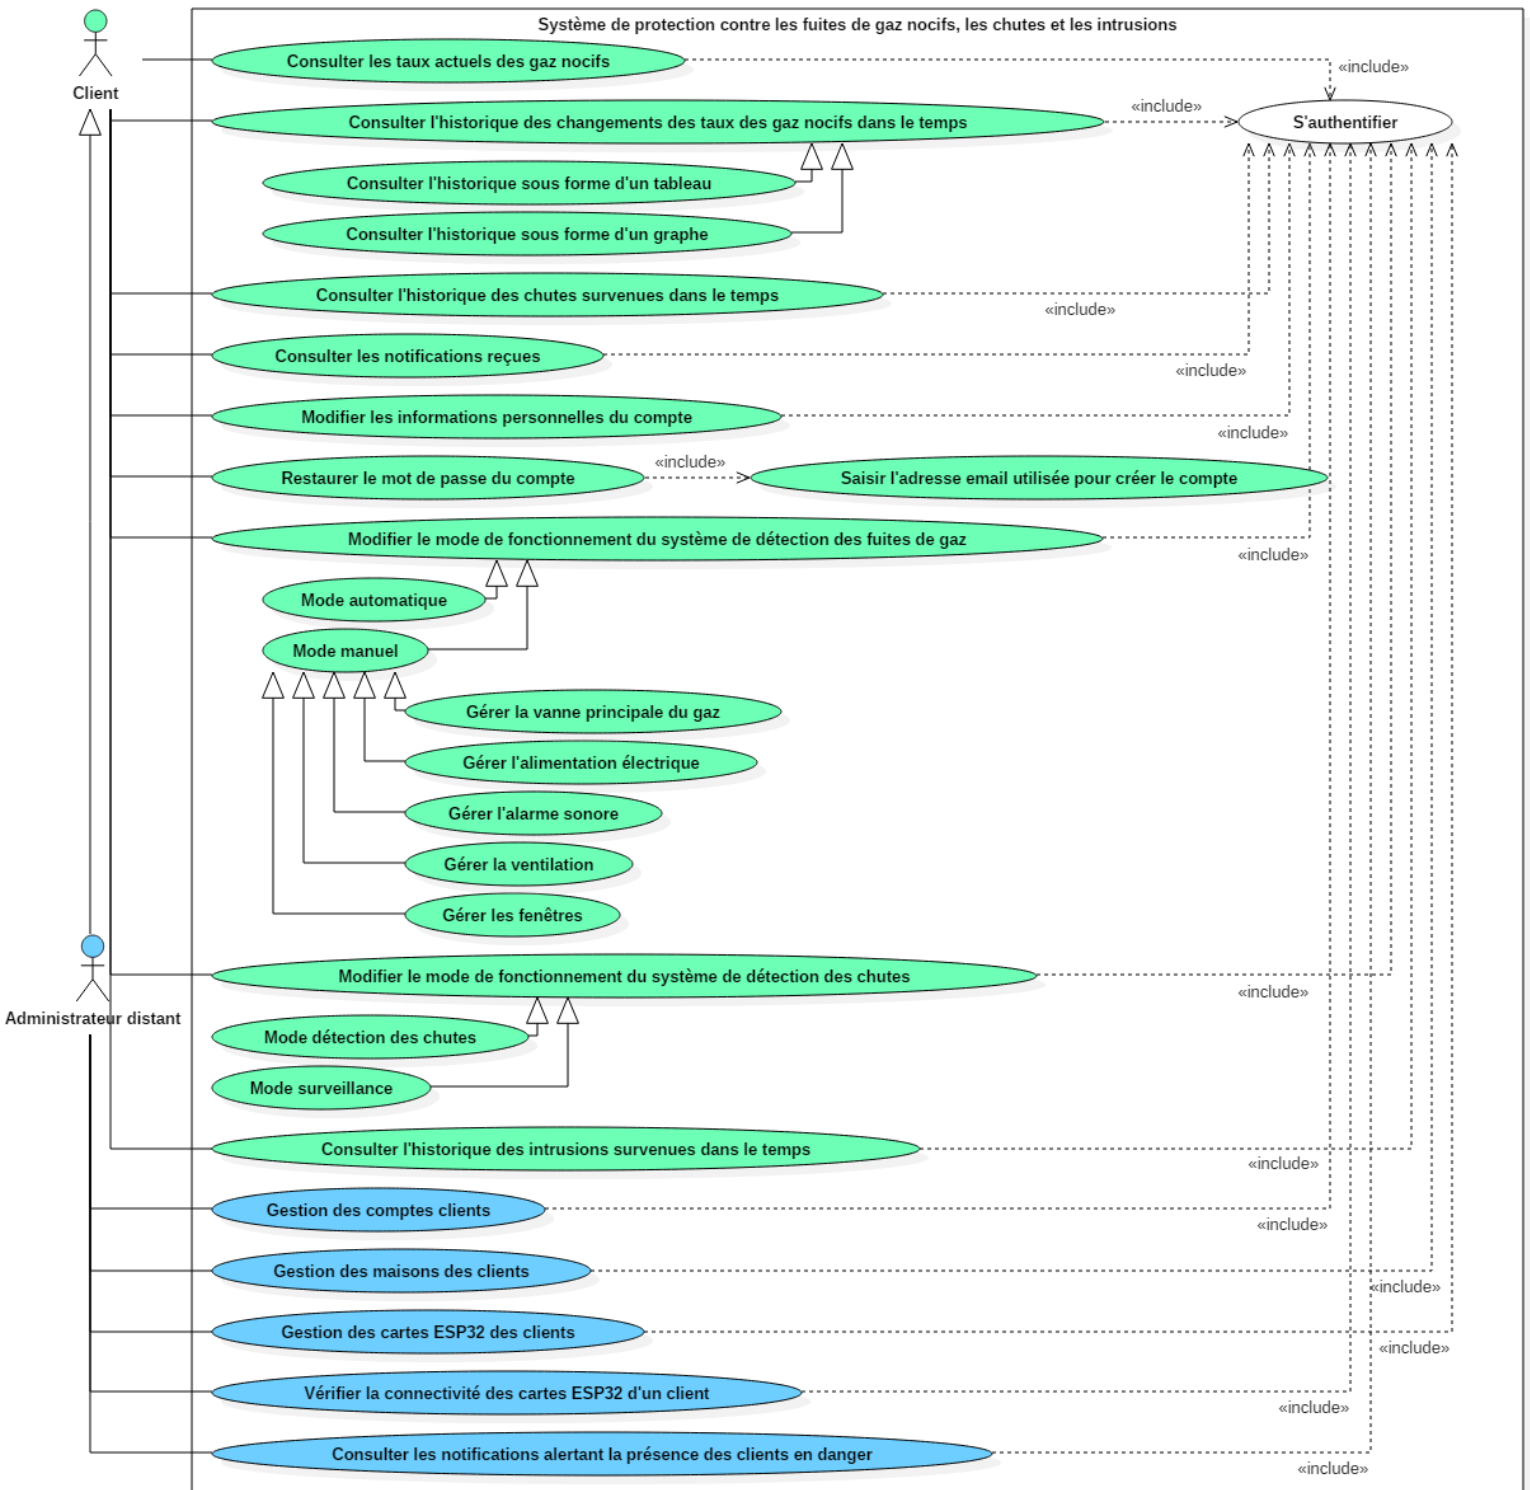 Système de protection contre les fuites de gaz nocifs, les chutes et les intrusions
Client
Consulter les taux actuels des gaz nocifs
«include»
S'authentifier
Consulter l'historique des changements des taux des gaz nocifs dans le temps
«include»
Consulter l'historique sous forme d'un tableau
Consulter l'historique sous forme d'un graphe
Consulter l'historique des chutes survenues dans le temps
«include»
Consulter les notifications reçues
«include»
Modifier les informations personnelles du compte
«include»
Restaurer le mot de passe du compte
«include»
Saisir l'adresse email utilisée pour créer le compte
Modifier le mode de fonctionnement du système de détection des fuites de gaz
«include»
Mode automatique
Mode manuel
Gérer la vanne principale du gaz
Gérer l'alimentation électrique
Gérer l'alarme sonore
Gérer la ventilation
Gérer les fenêtres
Administrateur distant
Modifier le mode de fonctionnement du système de détection des chutes
«include»
Mode détection des chutes
Mode surveillance
Consulter l'historique des intrusions survenues dans le temps
«include»
Gestion des comptes clients
«include»
Gestion des maisons des clients
«include»
Gestion des cartes ESP32 des clients
«include»
Vérifier la connectivité des cartes ESP32 d'un client
«include»
Consulter les notifications alertant la présence des clients en danger
«include»